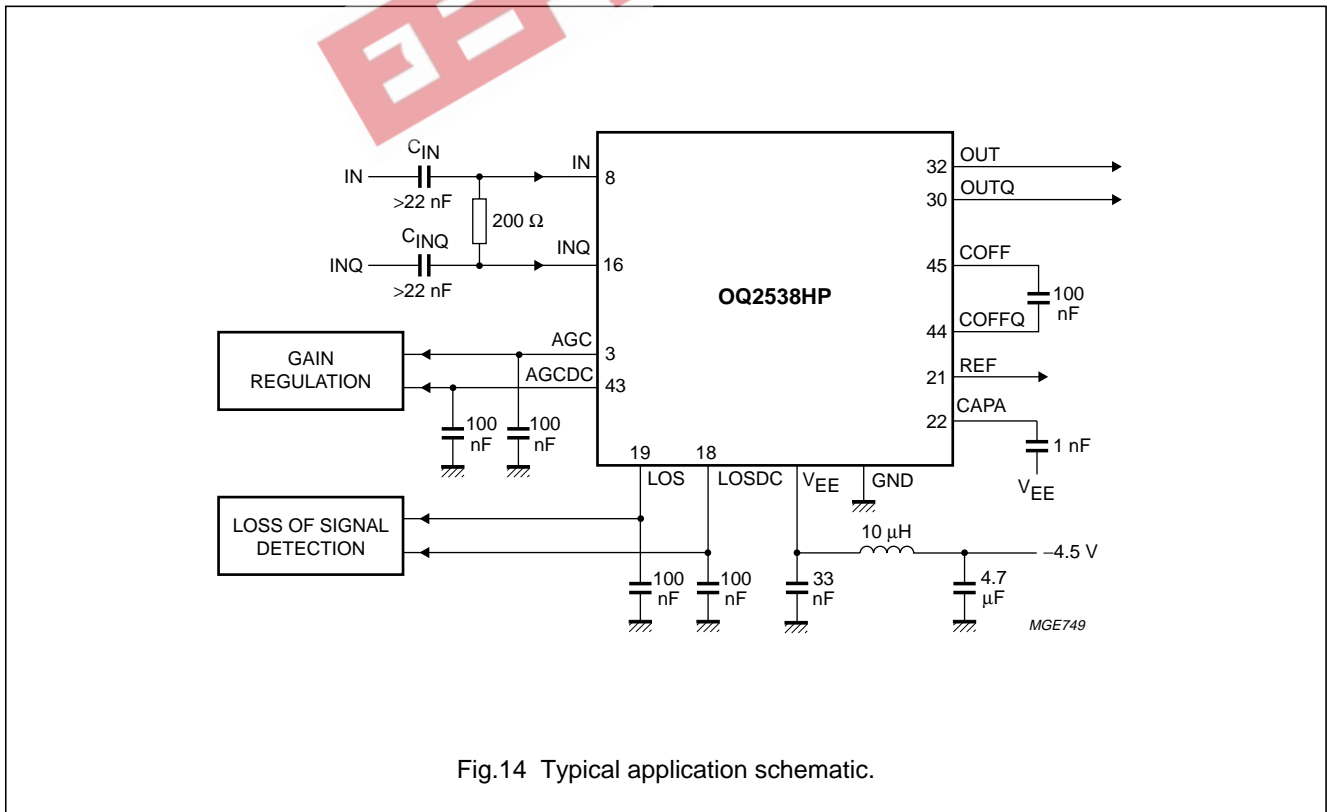 C_IN
IN
>22 nF
IN
8
200 Ω
C_INQ
INQ
>22 nF
INQ
16
OQ2538HP
32
OUT
30
OUTQ
45
COFF
100
nF
44
COFFQ
21
REF
22
CAPA
1 nF
V_EE
GAIN
REGULATION
AGC
3
AGCDC
43
100
nF
100
nF
19
18
LOS
LOSDC
V_EE
GND
LOSS OF SIGNAL
DETECTION
10 μH
−4.5 V
100
nF
100
nF
33
nF
4.7
μF
MGE749
Fig.14 Typical application schematic.